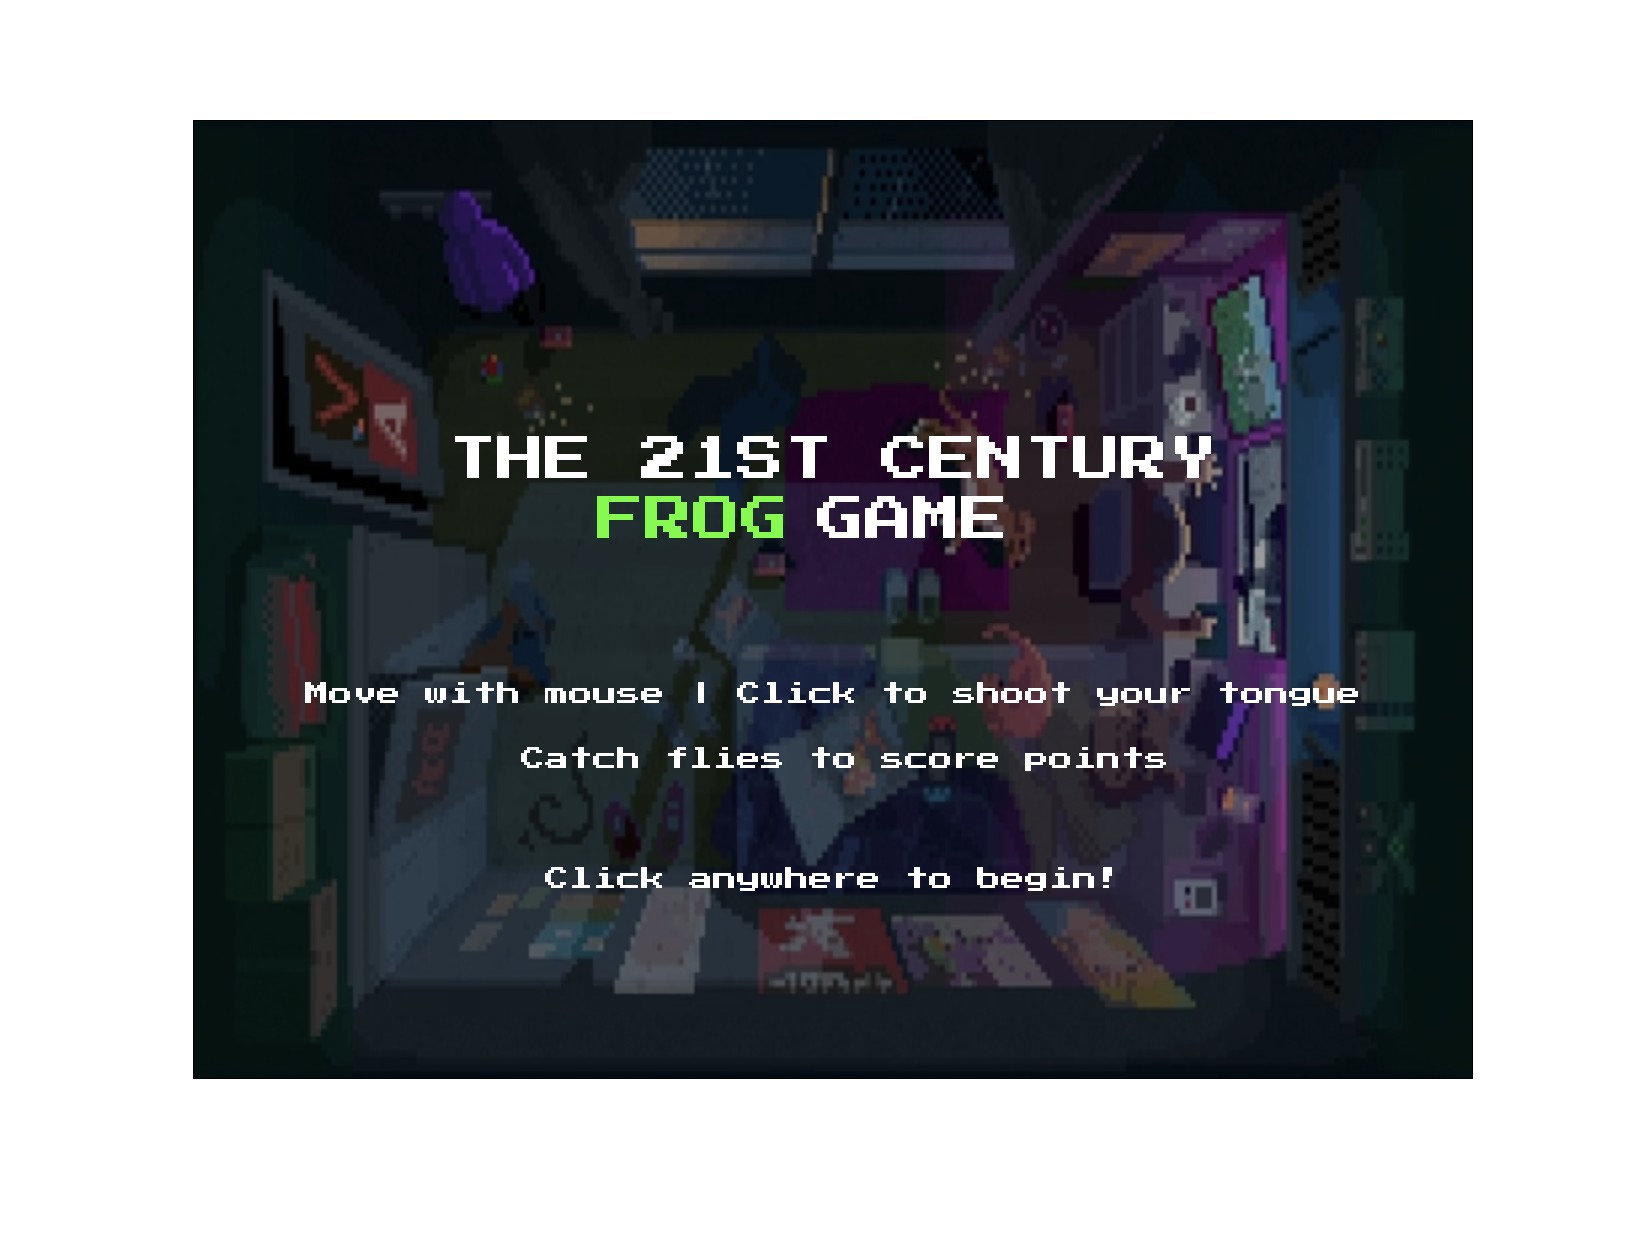 THE 21ST CENTURY
FROG GAME
Move with mouse | Click to shoot your tongue
Catch flies to score points
Click anywhere to begin!